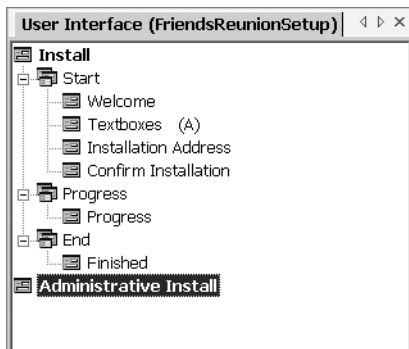 User Interface (FriendsReunionSetup)
Install
Start
Welcome
Textboxes (A)
Installation Address
Confirm Installation
Progress
Progress
End
Finished
Administrative Install